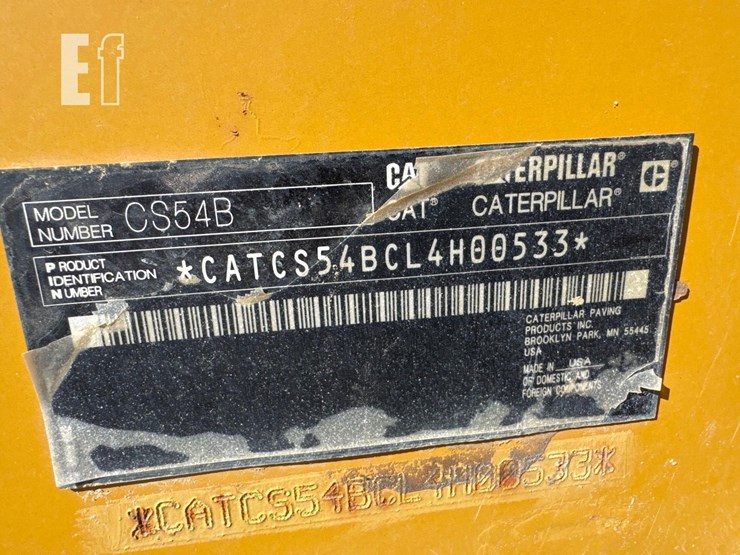 Ef
MODEL NUMBER CS54B
CATERPILLAR®
CAT® CATERPILLAR®
PRODUCT
IDENTIFICATION
NUMBER
*CATCS54BCL4H00533*
CATERPILLAR PAVING
PRODUCTS INC.
BROOKLYN PARK, MN 55445
USA
MADE IN USA
OF DOMESTIC AND
FOREIGN COMPONENTS
*CATCS54BCL4H00533*